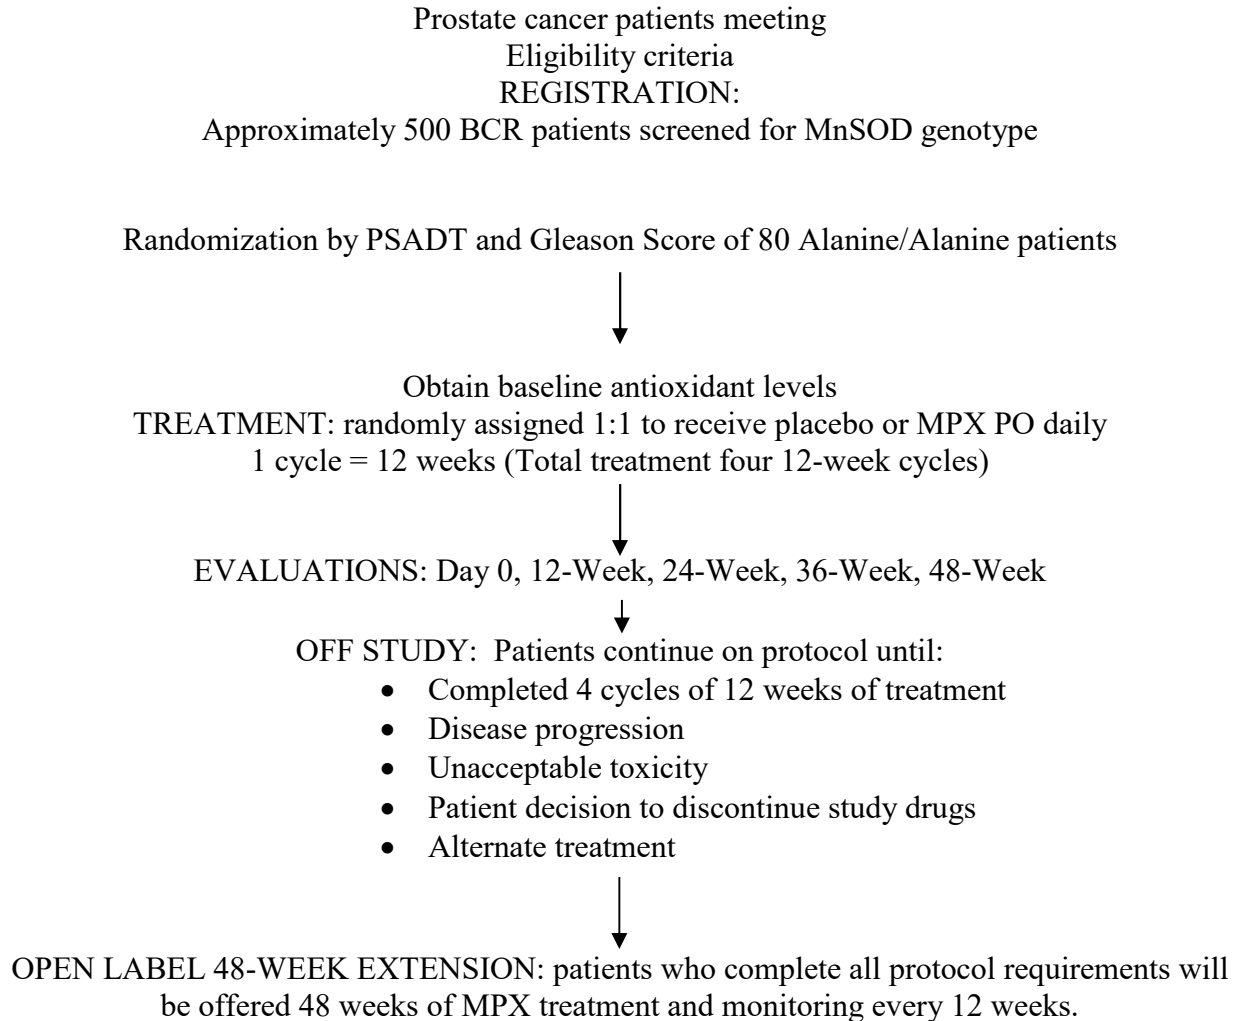 Prostate cancer patients meeting
Eligibility criteria
REGISTRATION:
Approximately 500 BCR patients screened for MnSOD genotype
Randomization by PSADT and Gleason Score of 80 Alanine/Alanine patients
Obtain baseline antioxidant levels
TREATMENT: randomly assigned 1:1 to receive placebo or MPX PO daily
1 cycle = 12 weeks (Total treatment four 12-week cycles)
EVALUATIONS: Day 0, 12-Week, 24-Week, 36-Week, 48-Week
OFF STUDY:  Patients continue on protocol until:
• Completed 4 cycles of 12 weeks of treatment
• Disease progression
• Unacceptable toxicity
• Patient decision to discontinue study drugs
• Alternate treatment
OPEN LABEL 48-WEEK EXTENSION: patients who complete all protocol requirements will
be offered 48 weeks of MPX treatment and monitoring every 12 weeks.